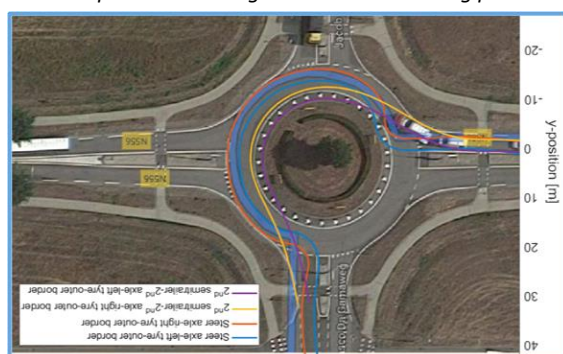 -20
-10
0
10
20
30
40
y-position [m]
N556
N556
Steer axle-left tyre-outer border
Steer axle-right tyre-outer border
2nd semitrailer-2nd axle-right tyre-outer border
2nd semitrailer-2nd axle-left tyre-outer border